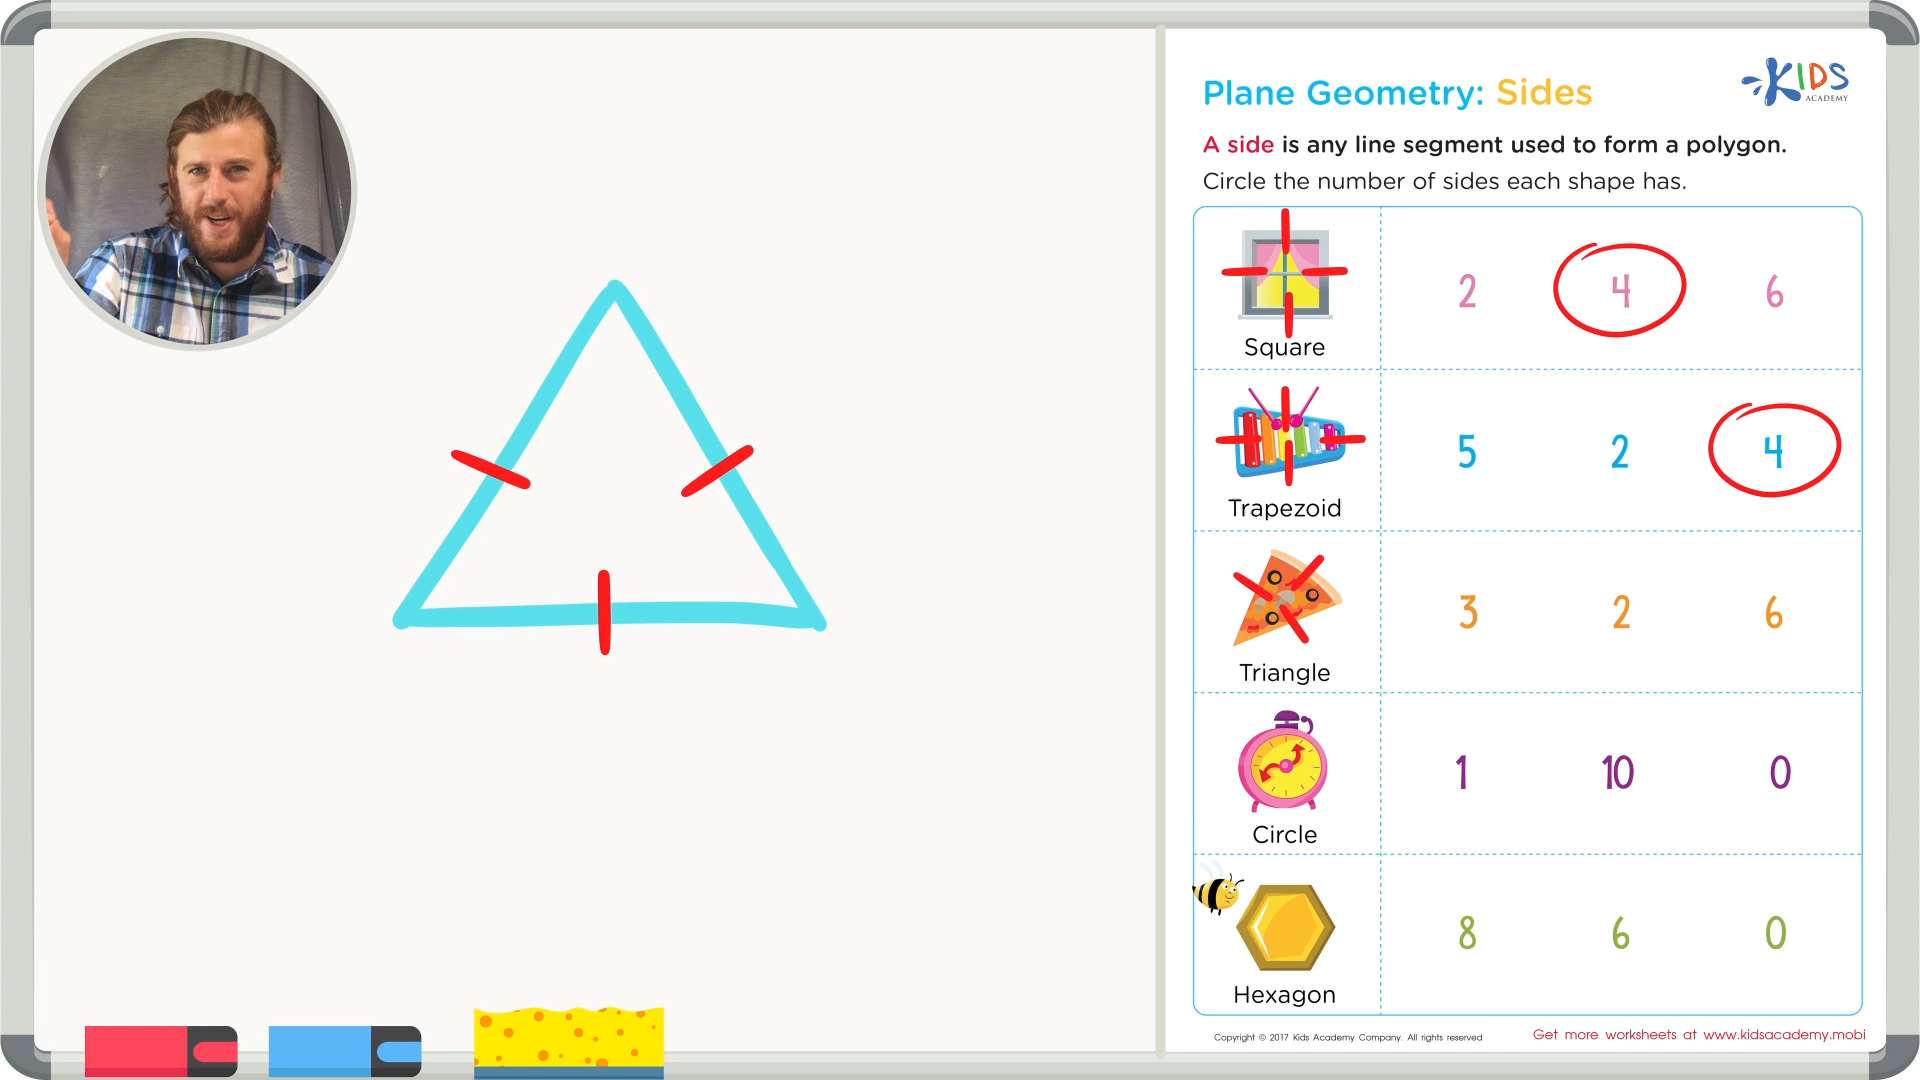 Plane Geometry: Sides
KIDS
ACADEMY
A side is any line segment used to form a polygon.
Circle the number of sides each shape has.
2 4 6
Square
5 2 4
Trapezoid
3 2 6
Triangle
1 10 0
Circle
8 6 0
Hexagon
Copyright © 2017 Kids Academy Company. All rights reserved
Get more worksheets at www.kidsacademy.mobi